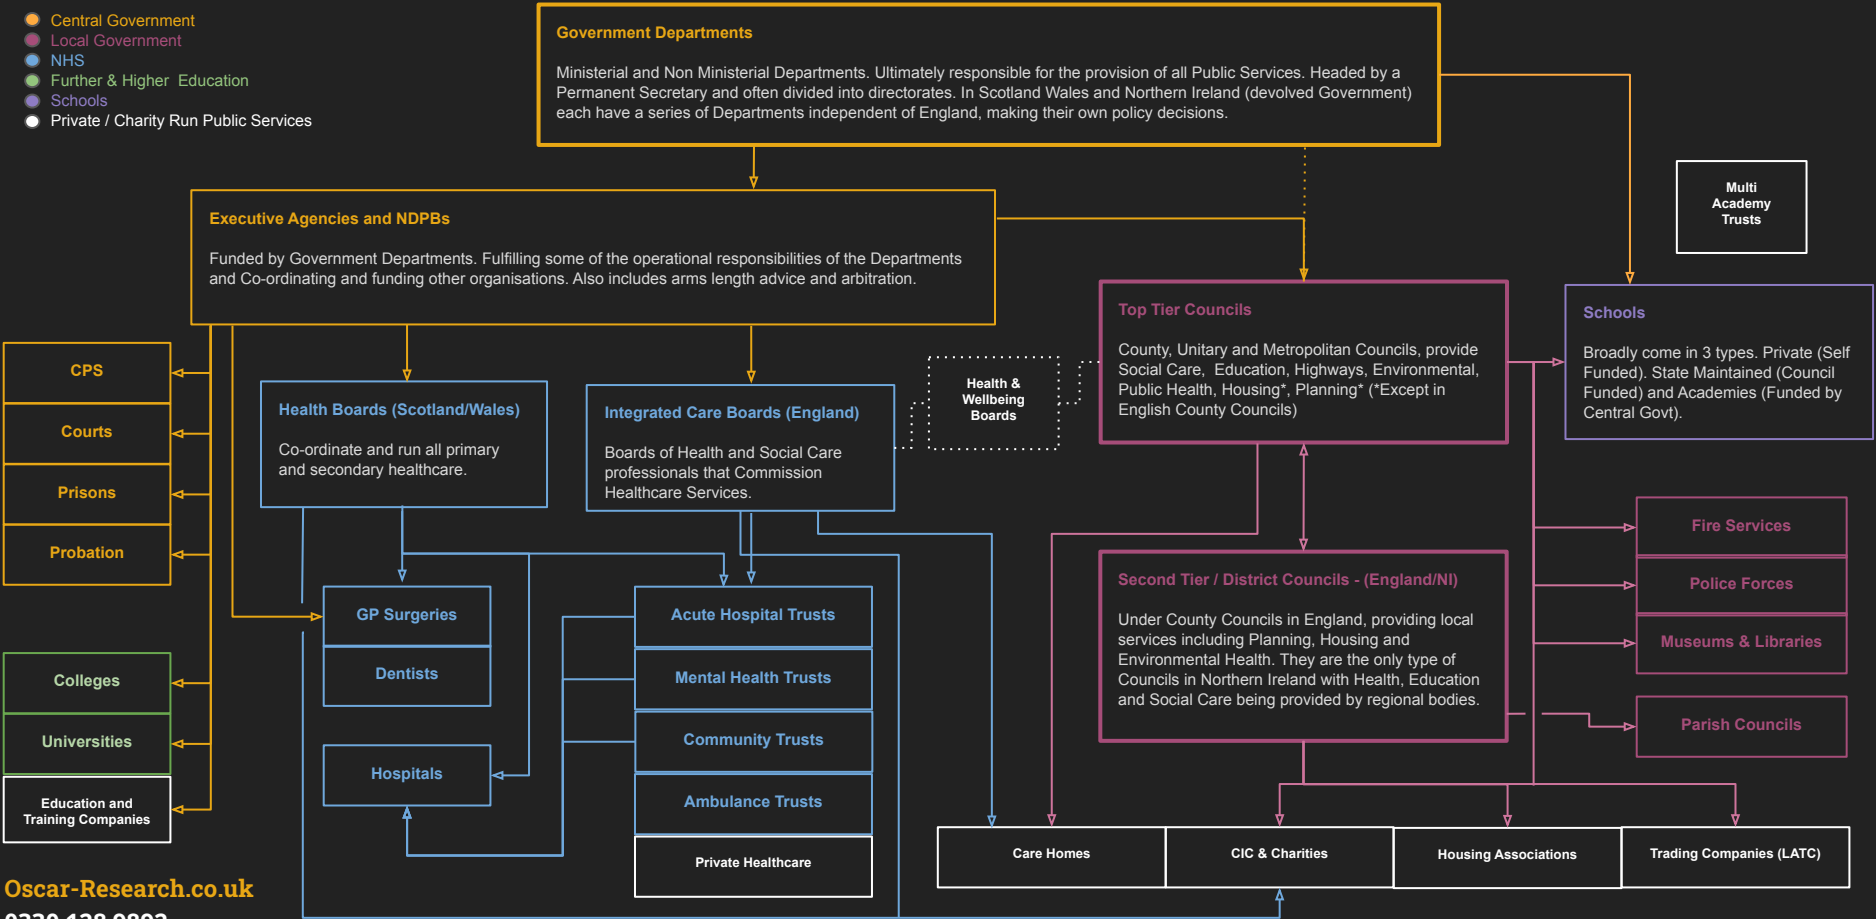 Central Government
Local Government
NHS
Further & Higher Education
Schools
Private / Charity Run Public Services
Government Departments
Ministerial and Non Ministerial Departments. Ultimately responsible for the provision of all Public Services. Headed by a
Permanent Secretary and often divided into directorates. In Scotland Wales and Northern Ireland (devolved Government)
each have a series of Departments independent of England, making their own policy decisions.
Multi
Academy
Trusts
Executive Agencies and NDPBs
Funded by Government Departments. Fulfilling some of the operational responsibilities of the Departments
and Co-ordinating and funding other organisations. Also includes arms length advice and arbitration.
Top Tier Councils
County, Unitary and Metropolitan Councils, provide
Social Care, Education, Highways, Environmental,
Public Health, Housing*, Planning* (*Except in
English County Councils)
Schools
Broadly come in 3 types. Private (Self
Funded). State Maintained (Council
Funded) and Academies (Funded by
Central Govt).
CPS
Courts
Prisons
Probation
Health Boards (Scotland/Wales)
Co-ordinate and run all primary
and secondary healthcare.
Integrated Care Boards (England)
Boards of Health and Social Care
professionals that Commission
Healthcare Services.
Health &
Wellbeing
Boards
Fire Services
Police Forces
Museums & Libraries
Parish Councils
Second Tier / District Councils - (England/NI)
Under County Councils in England, providing local
services including Planning, Housing and
Environmental Health. They are the only type of
Councils in Northern Ireland with Health, Education
and Social Care being provided by regional bodies.
GP Surgeries
Dentists
Hospitals
Acute Hospital Trusts
Mental Health Trusts
Community Trusts
Ambulance Trusts
Private Healthcare
Colleges
Universities
Education and
Training Companies
Care Homes
CIC & Charities
Housing Associations
Trading Companies (LATC)
Oscar-Research.co.uk
0330 128 9892